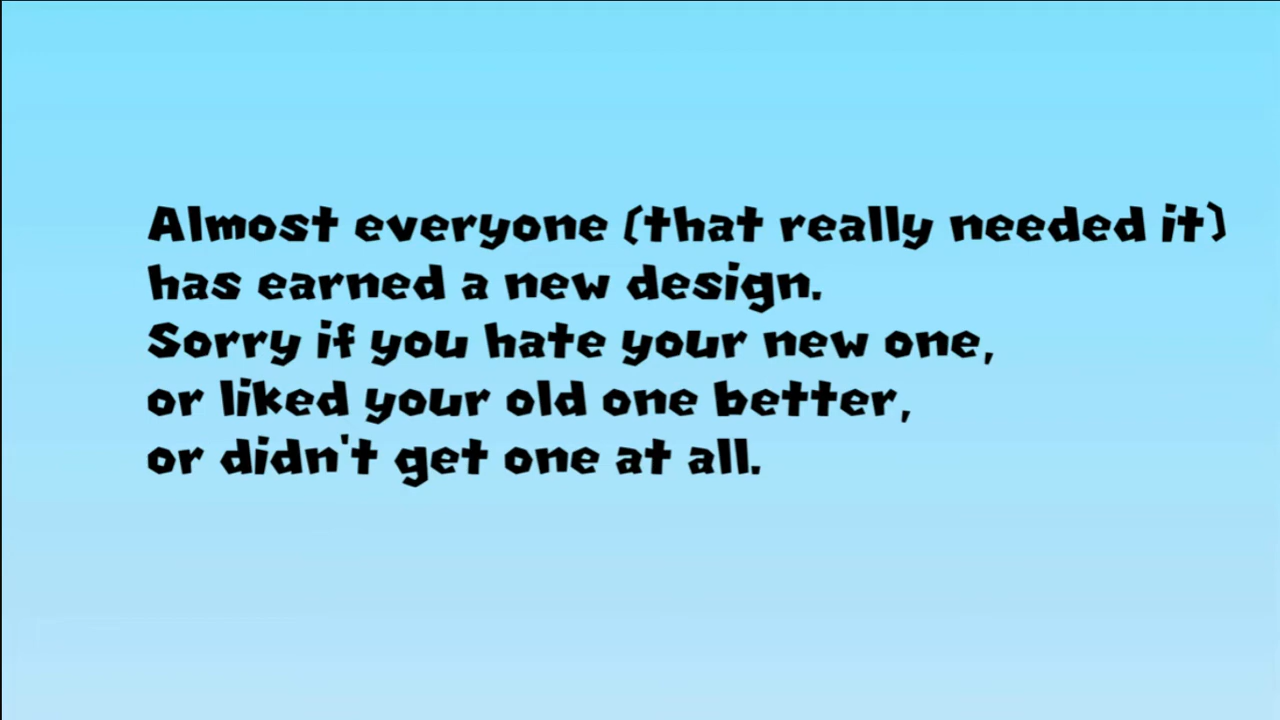 Almost everyone (that really needed it)
has earned a new design.
Sorry if you hate your new one,
or liked your old one better,
or didn't get one at all.